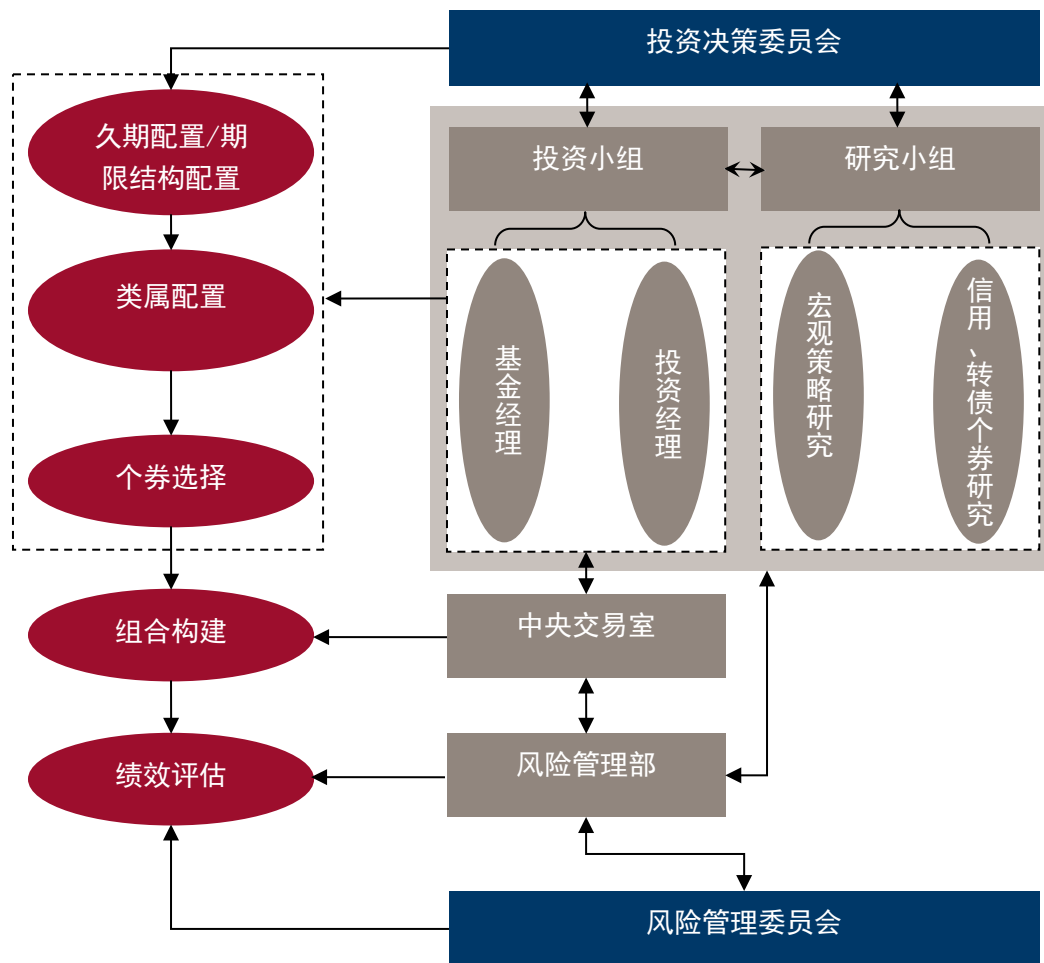 投资决策委员会
久期配置/期
限结构配置
投资小组
研究小组
类属配置
基金经理
投资经理
宏观策略研究
信用、转债个券研究
个券选择
组合构建
中央交易室
绩效评估
风险管理部
风险管理委员会